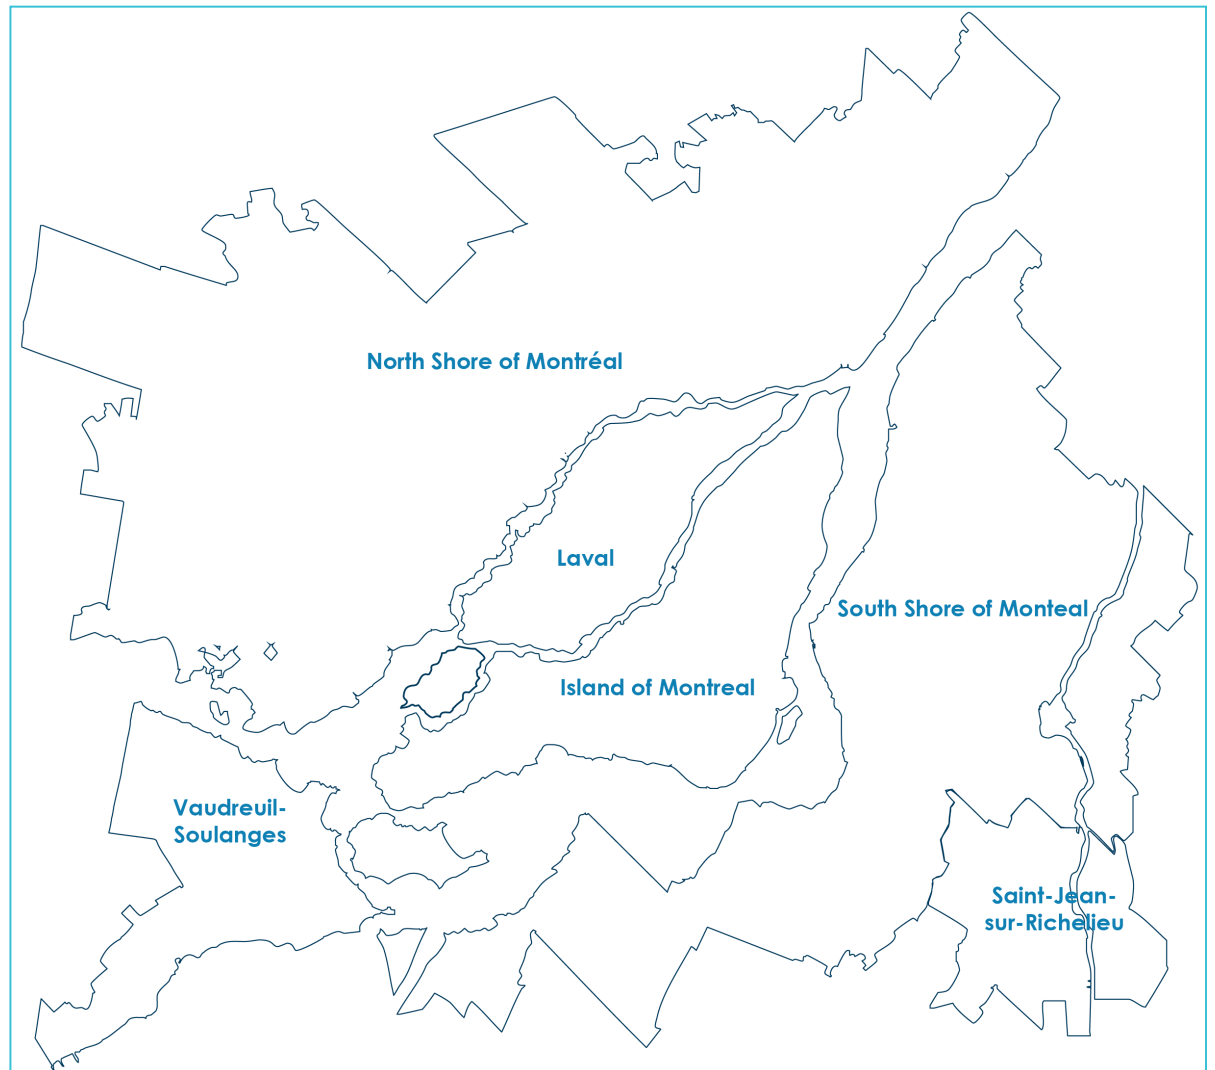 North Shore of Montréal
Laval
South Shore of Monteal
Island of Montreal
Vaudreuil-
Soulanges
Saint-Jean-
sur-Richelieu